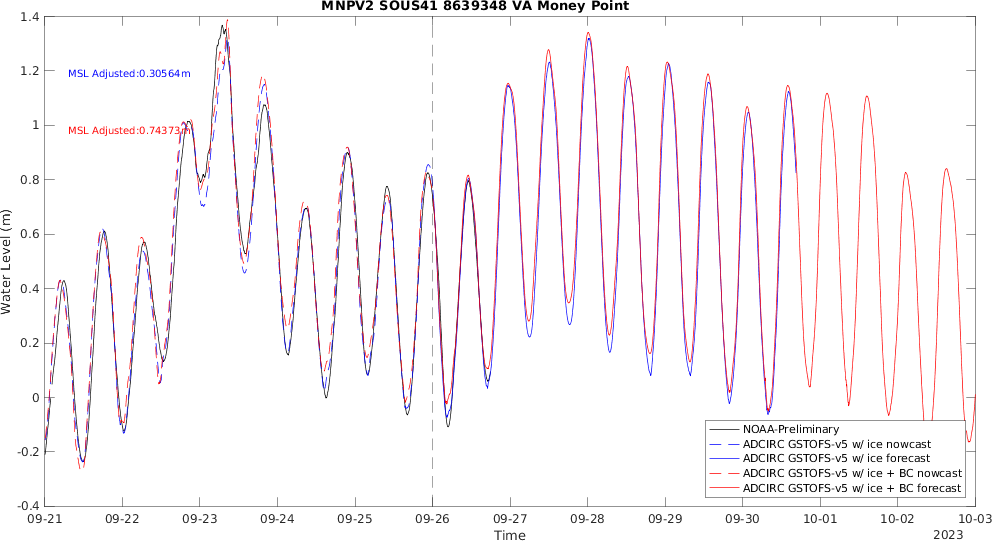 MNPV2 SOUS41 8639348 VA Money Point
1.4
1.2
1
0.8
0.6
0.4
0.2
0
-0.2
-0.4
Water Level (m)
MSL Adjusted:0.30564m
MSL Adjusted:0.74373m
NOAA-Preliminary
ADCIRC GSTOFS-v5 w/ ice nowcast
ADCIRC GSTOFS-v5 w/ ice forecast
ADCIRC GSTOFS-v5 w/ ice + BC nowcast
ADCIRC GSTOFS-v5 w/ ice + BC forecast
09-21 09-22 09-23 09-24 09-25 09-26 09-27 09-28 09-29 09-30 10-01 10-02 10-03
Time
2023